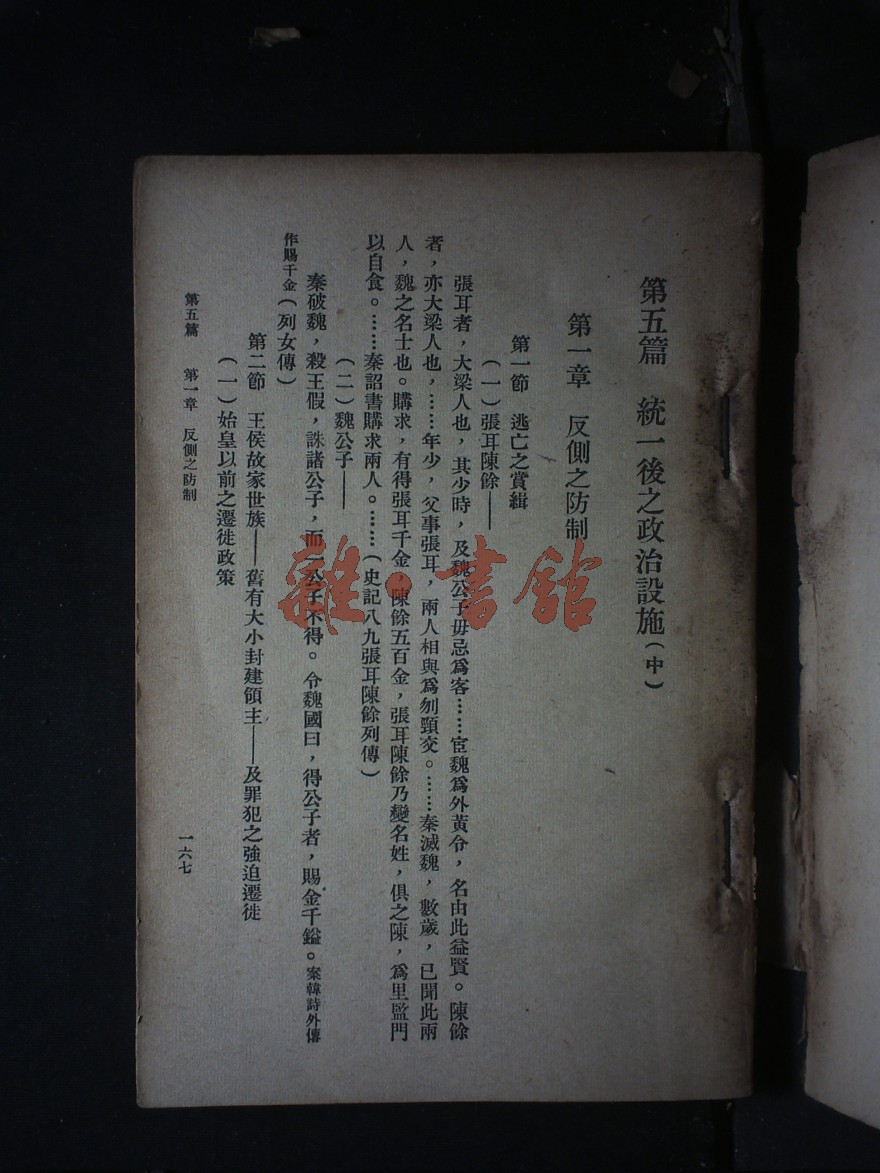 第五篇　統一後之政治設施（中）
第一章　反側之防制
第一節　逃亡之賞緝
（一）張耳陳餘——
張耳者，大梁人也，其少時，及魏公子毋忌爲客……宦魏爲外黃令，名由此益賢。陳餘
者，亦大梁人也，……年少，父事張耳，兩人相與爲刎頸交。……秦滅魏，數歲，已聞此兩
人，魏之名士也。購求，有得張耳千金，陳餘五百金，張耳陳餘乃變名姓，俱之陳，爲里監門
以自食。……秦詔書購求兩人。……（史記八九張耳陳餘列傳）
（二）魏公子——
秦破魏，殺王假，誅諸公子，而一公子不得。令魏國曰，得公子者，賜金千鎰。案韓詩外傳
作賜千金（列女傳）
第二節　王侯故家世族——舊有大小封建領主——及罪犯之強迫遷徙
（一）始皇以前之遷徙政策
第五篇　第一章　反側之防制
一六七
雜·書館